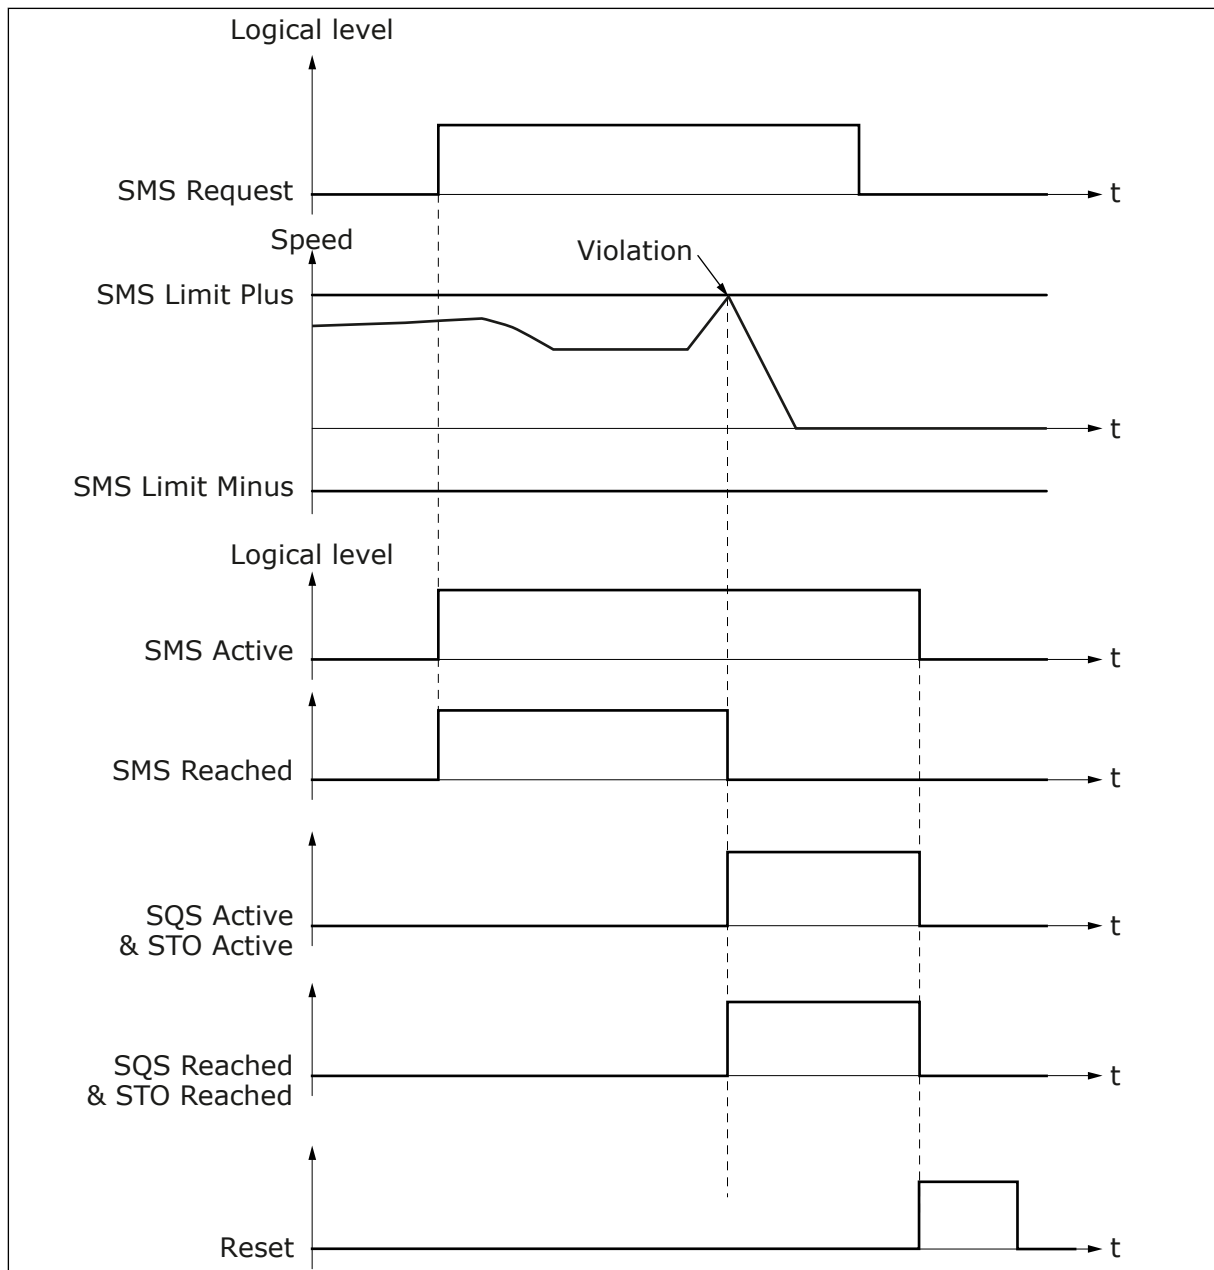 Logical level
SMS Request
t
Speed
Violation
SMS Limit Plus
t
SMS Limit Minus
Logical level
SMS Active
t
SMS Reached
t
SQS Active
& STO Active
t
SQS Reached
& STO Reached
t
Reset
t